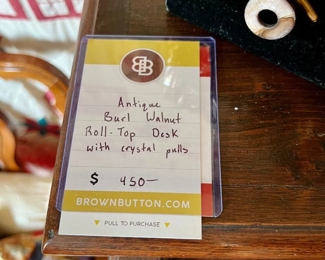 BB
Antique
Burl Walnut
Roll-Top Desk
with crystal pulls
$ 450-
BROWNBUTTON.COM
PULL TO PURCHASE